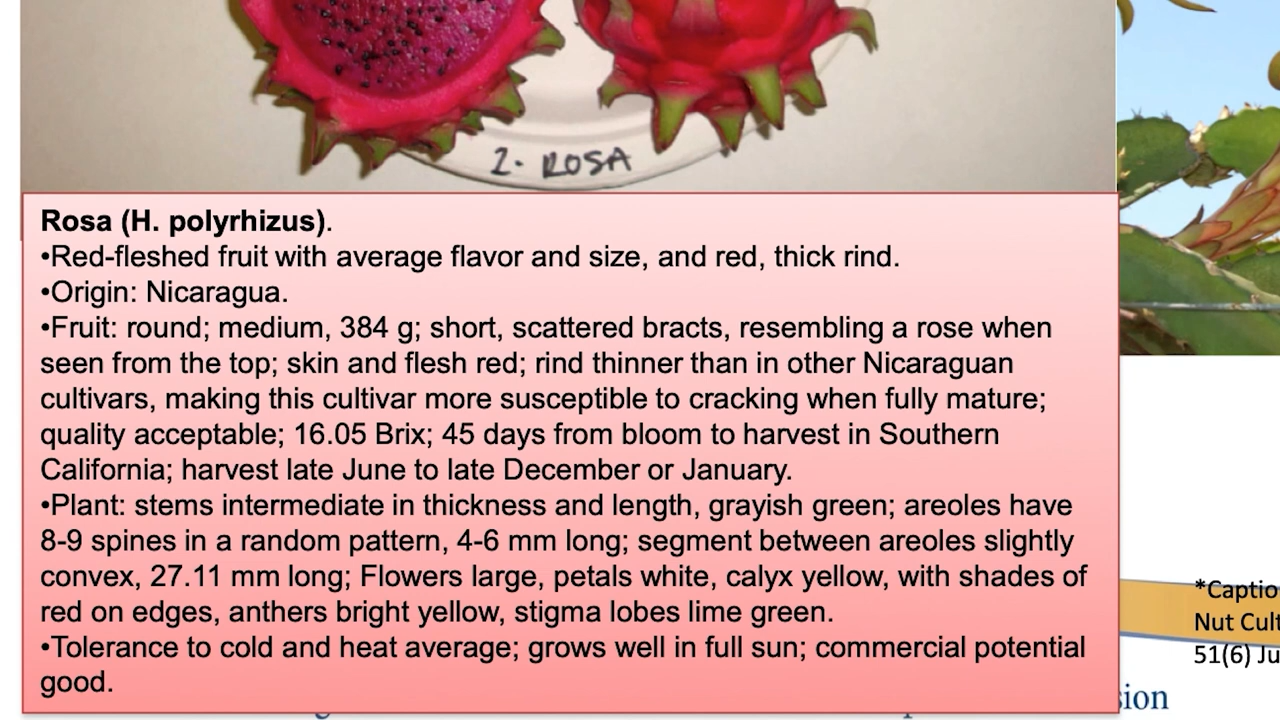 2. ROSA
Rosa (H. polyrhizus).
•Red-fleshed fruit with average flavor and size, and red, thick rind.
•Origin: Nicaragua.
•Fruit: round; medium, 384 g; short, scattered bracts, resembling a rose when
seen from the top; skin and flesh red; rind thinner than in other Nicaraguan
cultivars, making this cultivar more susceptible to cracking when fully mature;
quality acceptable; 16.05 Brix; 45 days from bloom to harvest in Southern
California; harvest late June to late December or January.
•Plant: stems intermediate in thickness and length, grayish green; areoles have
8-9 spines in a random pattern, 4-6 mm long; segment between areoles slightly
convex, 27.11 mm long; Flowers large, petals white, calyx yellow, with shades of
red on edges, anthers bright yellow, stigma lobes lime green.
•Tolerance to cold and heat average; grows well in full sun; commercial potential
good.
*Captio
Nut Cult
51(6) Ju
sion